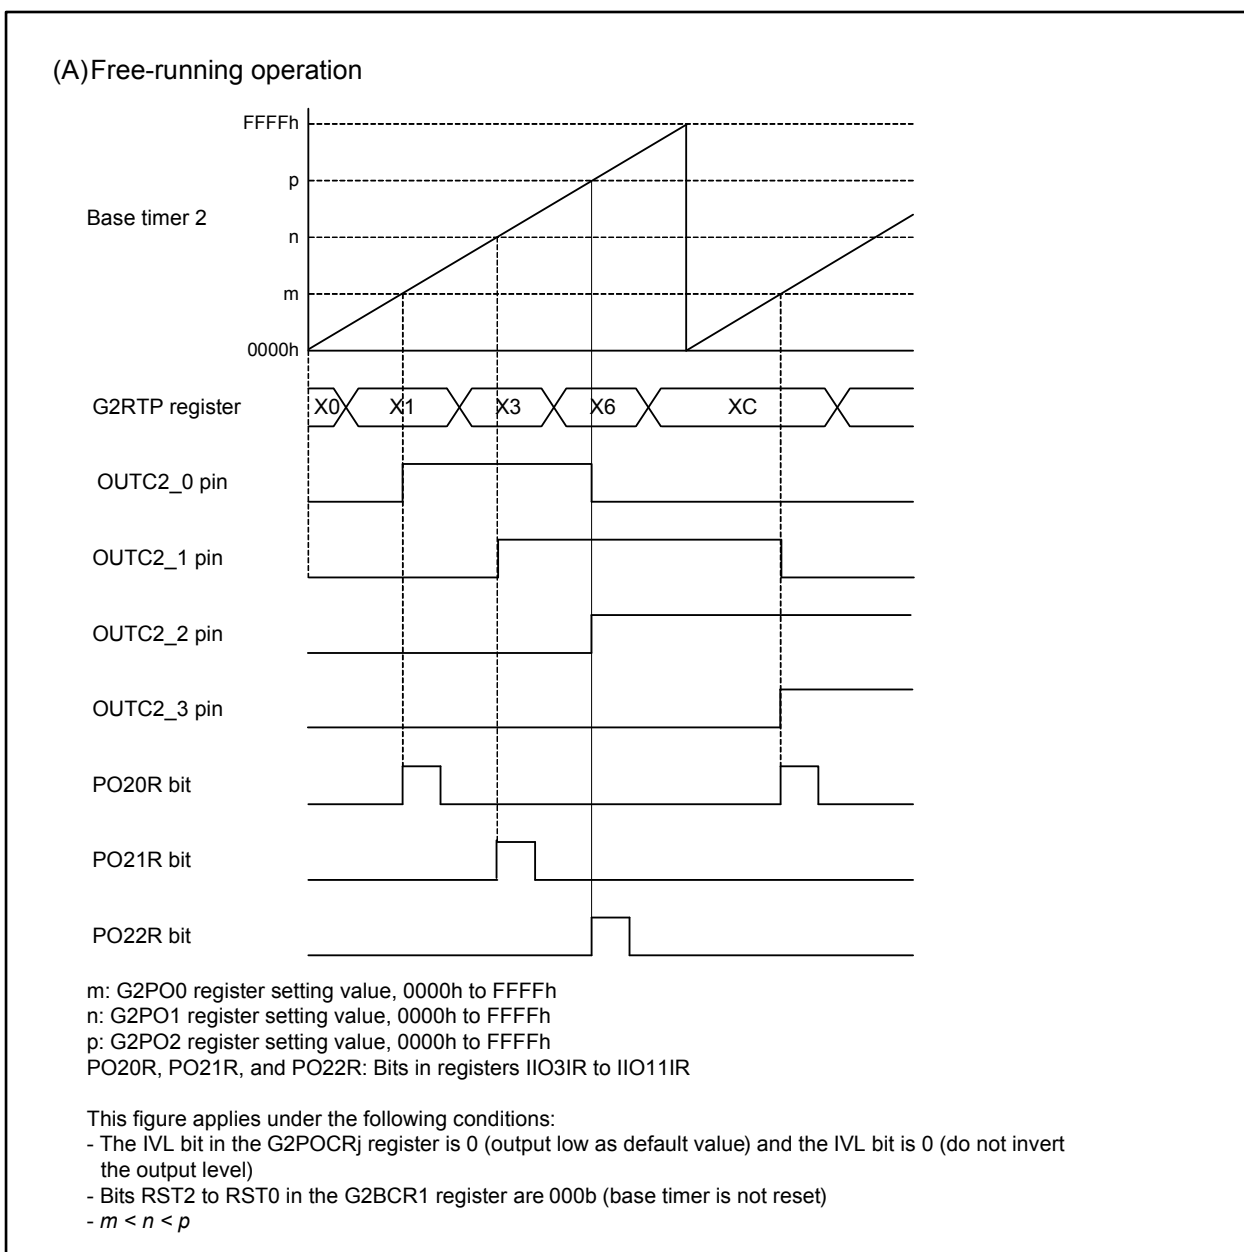 (A)Free-running operation
FFFFh
p
Base timer 2
n
m
0000h
G2RTP register
X0 X1 X3 X6 XC
OUTC2_0 pin
OUTC2_1 pin
OUTC2_2 pin
OUTC2_3 pin
PO20R bit
PO21R bit
PO22R bit
m: G2PO0 register setting value, 0000h to FFFFh
n: G2PO1 register setting value, 0000h to FFFFh
p: G2PO2 register setting value, 0000h to FFFFh
PO20R, PO21R, and PO22R: Bits in registers IIO3IR to IIO11IR
This figure applies under the following conditions:
- The IVL bit in the G2POCRj register is 0 (output low as default value) and the IVL bit is 0 (do not invert
the output level)
- Bits RST2 to RST0 in the G2BCR1 register are 000b (base timer is not reset)
- m < n < p